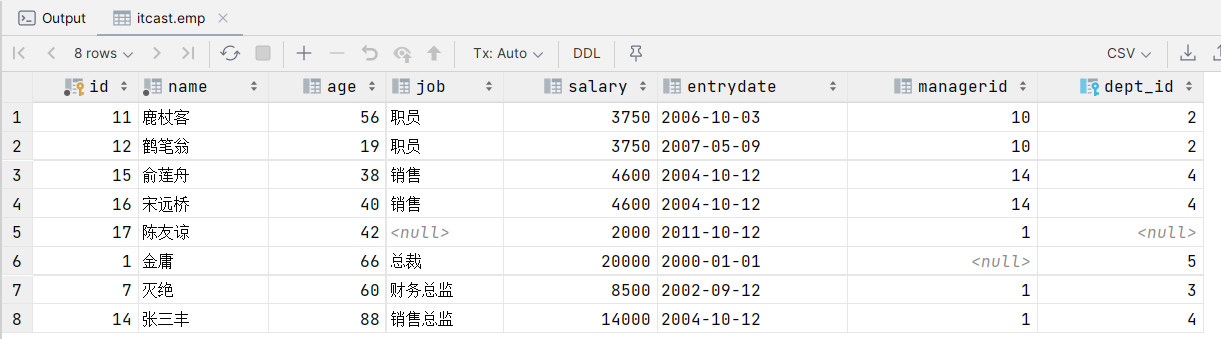 Output itcast.emp
8 rows Tx: Auto DDL CSV
id name age job salary entrydate managerid dept_id
1 11 鹿杖客 56 职员 3750 2006-10-03 10 2
2 12 鹤笔翁 19 职员 3750 2007-05-09 10 2
3 15 俞莲舟 38 销售 4600 2004-10-12 14 4
4 16 宋远桥 40 销售 4600 2004-10-12 14 4
5 17 陈友谅 42 <null> 2000 2011-10-12 1 <null>
6 1 金庸 66 总裁 20000 2000-01-01 <null> 5
7 7 灭绝 60 财务总监 8500 2002-09-12 1 3
8 14 张三丰 88 销售总监 14000 2004-10-12 1 4